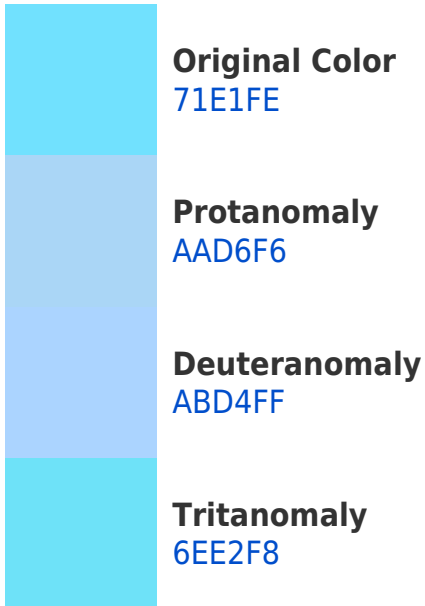 Original Color
71E1FE
Protanomaly
AAD6F6
Deuteranomaly
ABD4FF
Tritanomaly
6EE2F8